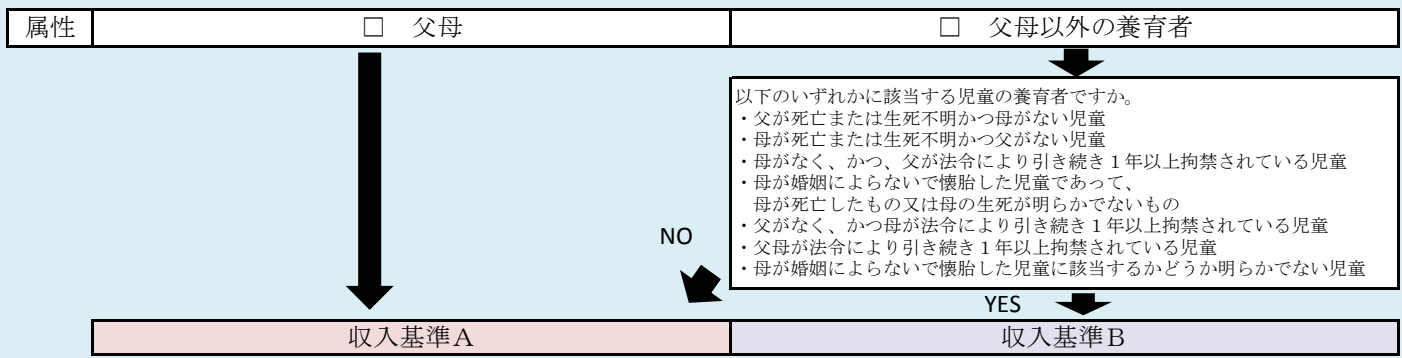 属性
□　父母
□　父母以外の養育者
以下のいずれかに該当する児童の養育者ですか。
・父が死亡または生死不明かつ母がない児童
・母が死亡または生死不明かつ父がない児童
・母がなく、かつ、父が法令により引き続き１年以上拘禁されている児童
・母が婚姻によらないで懐胎した児童であって、
　母が死亡したもの又は母の生死が明らかでないもの
・父がなく、かつ母が法令により引き続き１年以上拘禁されている児童
・父母が法令により引き続き１年以上拘禁されている児童
・母が婚姻によらないで懐胎した児童に該当するかどうか明らかでない児童
NO
YES
収入基準Ａ
収入基準Ｂ